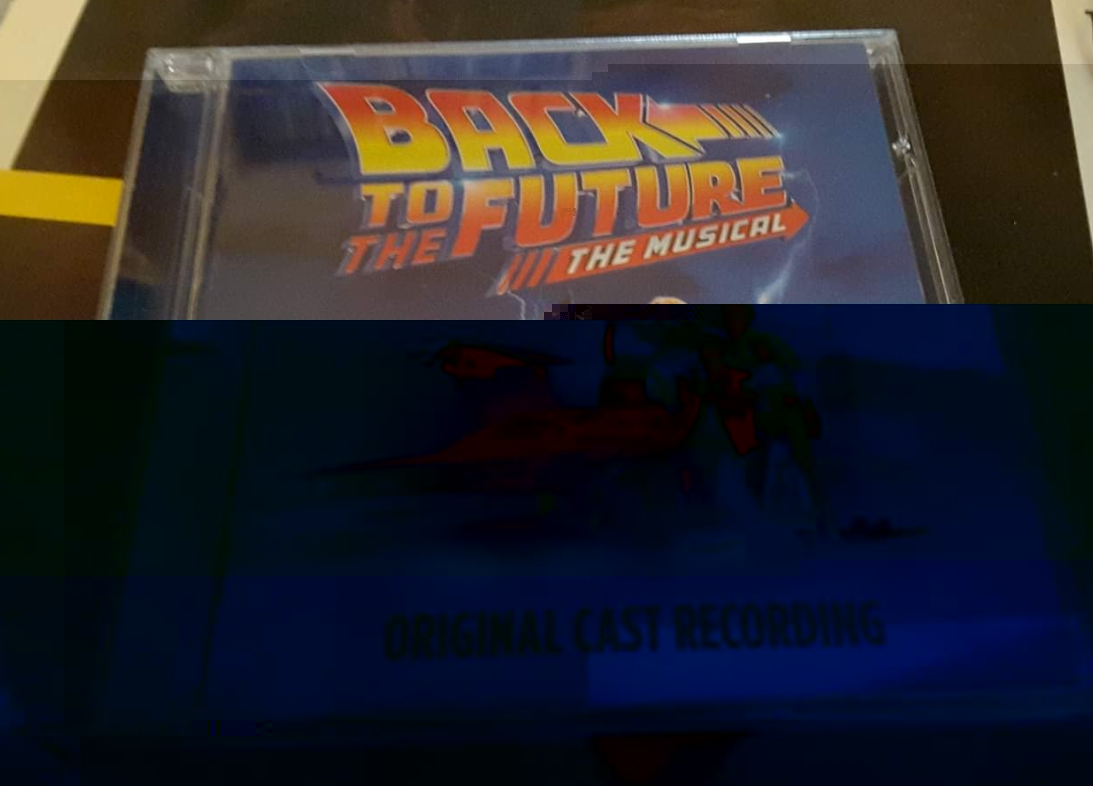 BACK
TO FUTURE
THE
THE MUSICAL
ORIGINAL CAST RECORDING